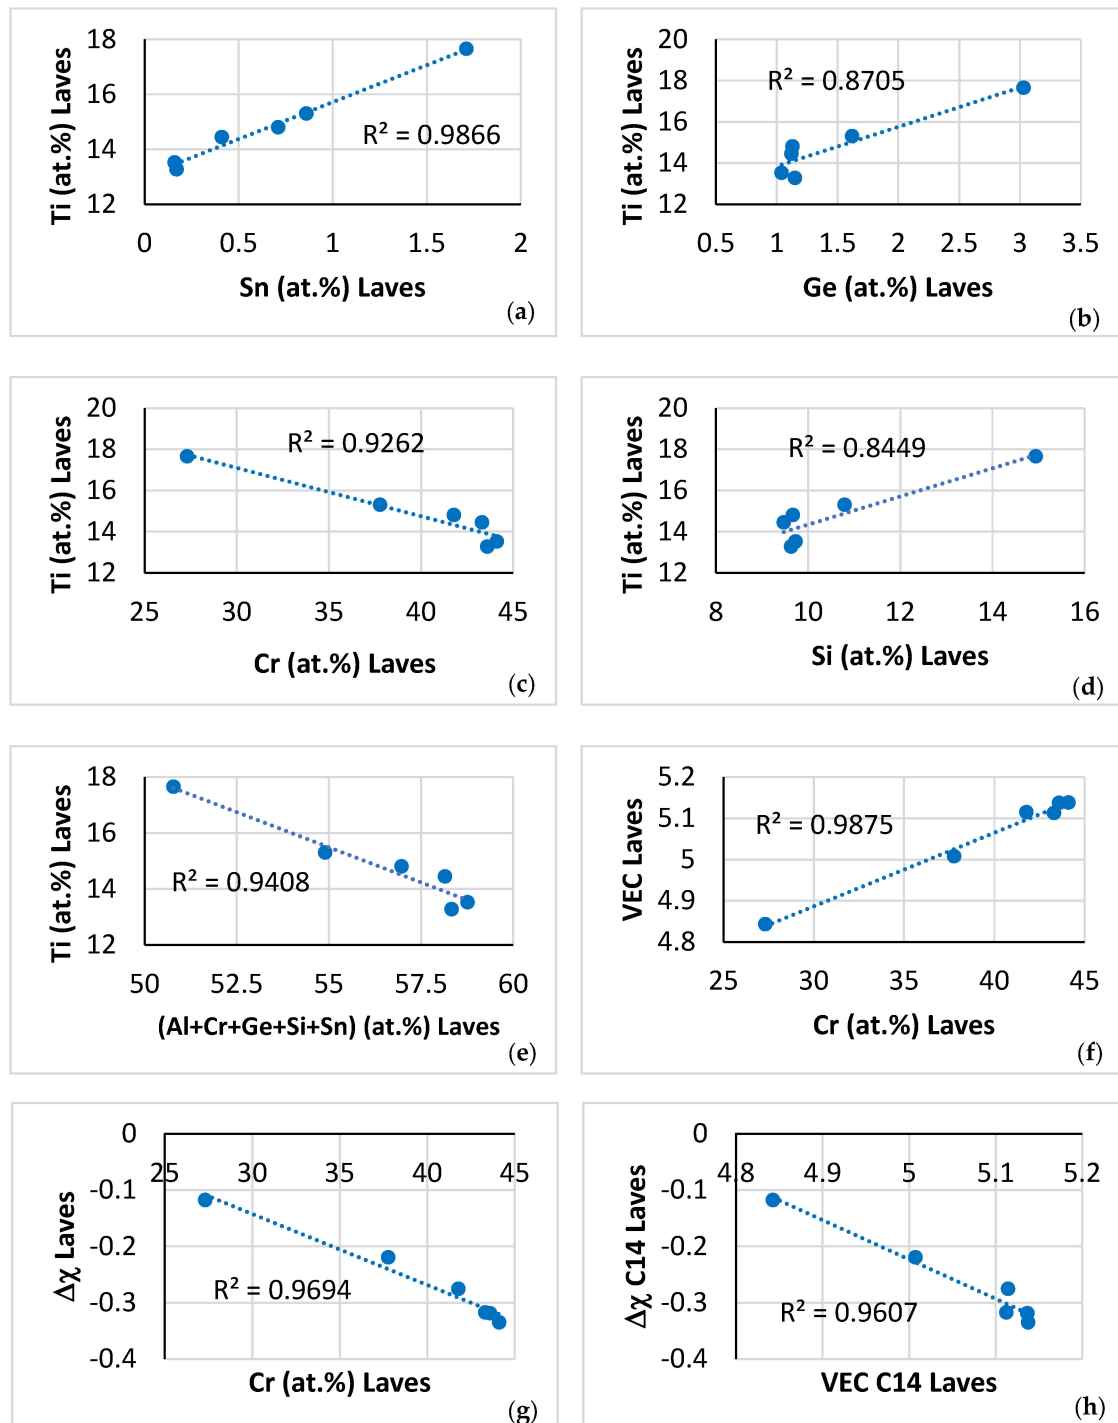 18
16
14
12
Ti (at.%) Laves
R² = 0.9866
0
0.5
1
1.5
2
Sn (at.%) Laves
(a)
20
18
16
14
12
Ti (at.%) Laves
R² = 0.8705
0.5
1
1.5
2
2.5
3
3.5
Ge (at.%) Laves
(b)
20
18
16
14
12
Ti (at.%) Laves
R² = 0.9262
25
30
35
40
45
Cr (at.%) Laves
(c)
20
18
16
14
12
Ti (at.%) Laves
R² = 0.8449
8
10
12
14
16
Si (at.%) Laves
(d)
18
16
14
12
Ti (at.%) Laves
R² = 0.9408
50
52.5
55
57.5
60
(Al+Cr+Ge+Si+Sn) (at.%) Laves
(e)
5.2
5.1
5
4.9
4.8
VEC Laves
R² = 0.9875
25
30
35
40
45
Cr (at.%) Laves
(f)
0
-0.1
-0.2
-0.3
-0.4
Δχ Laves
25
30
35
40
45
R² = 0.9694
Cr (at.%) Laves
(g)
0
-0.1
-0.2
-0.3
-0.4
Δχ C14 Laves
4.8
4.9
5
5.1
5.2
R² = 0.9607
VEC C14 Laves
(h)